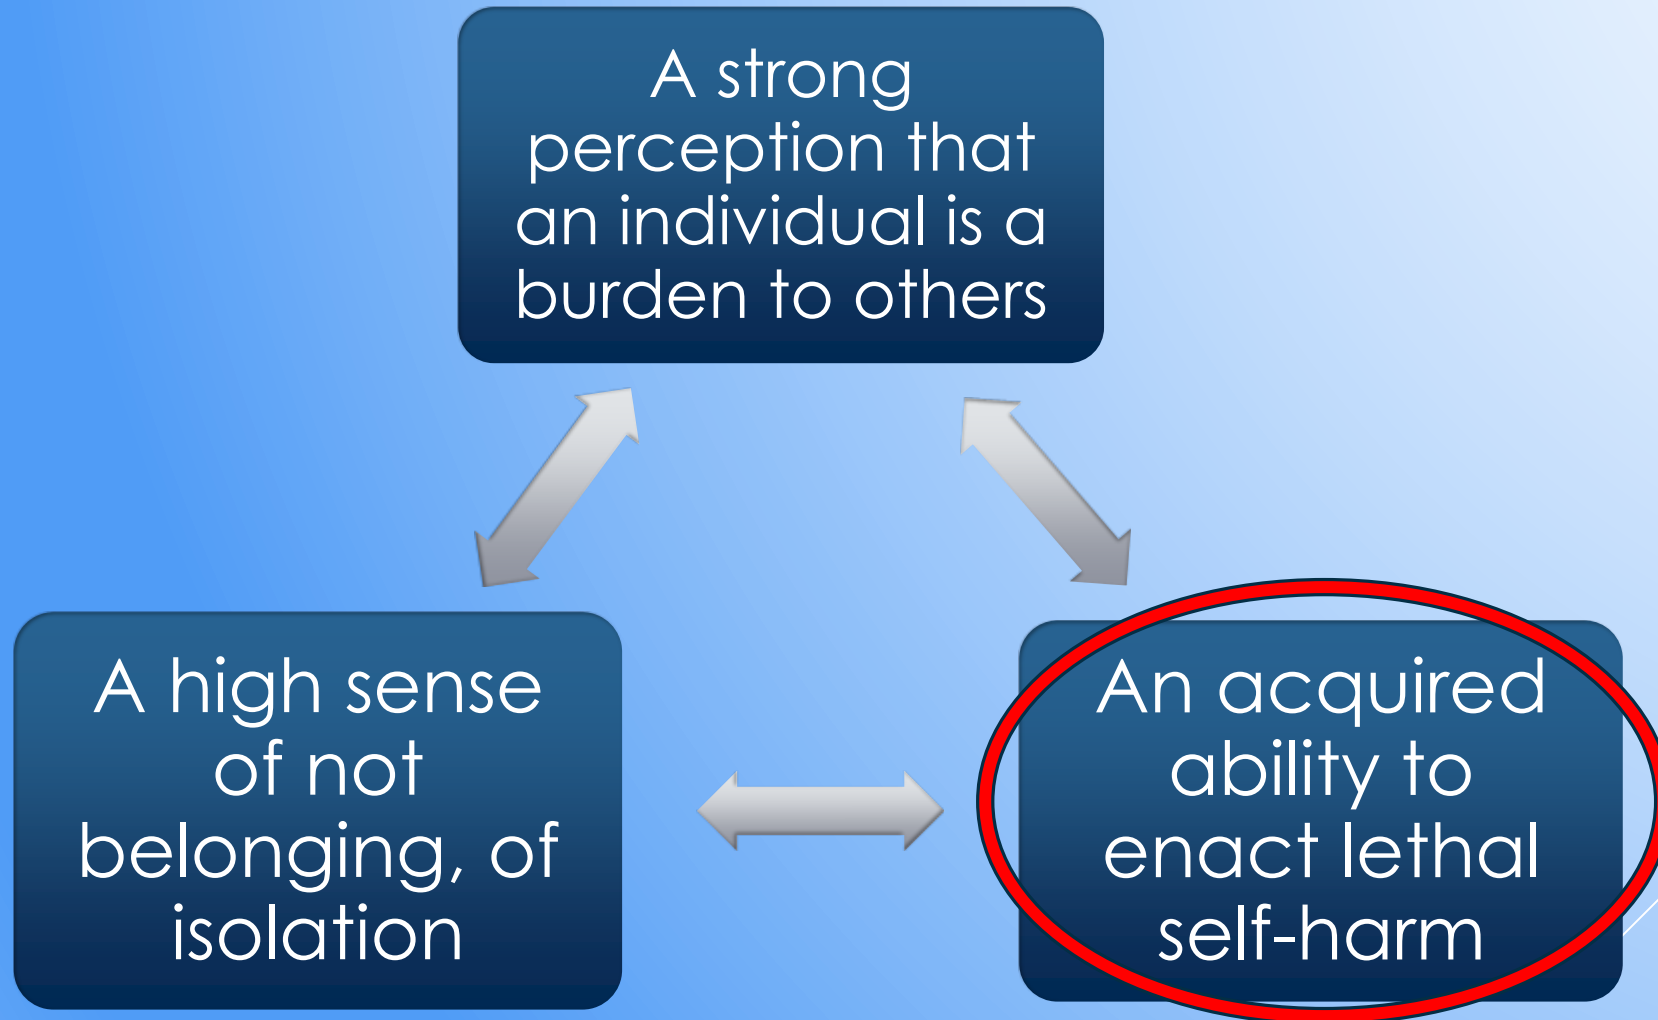 A strong
perception that
an individual is a
burden to others
A high sense
of not
belonging, of
isolation
An acquired
ability to
enact lethal
self-harm